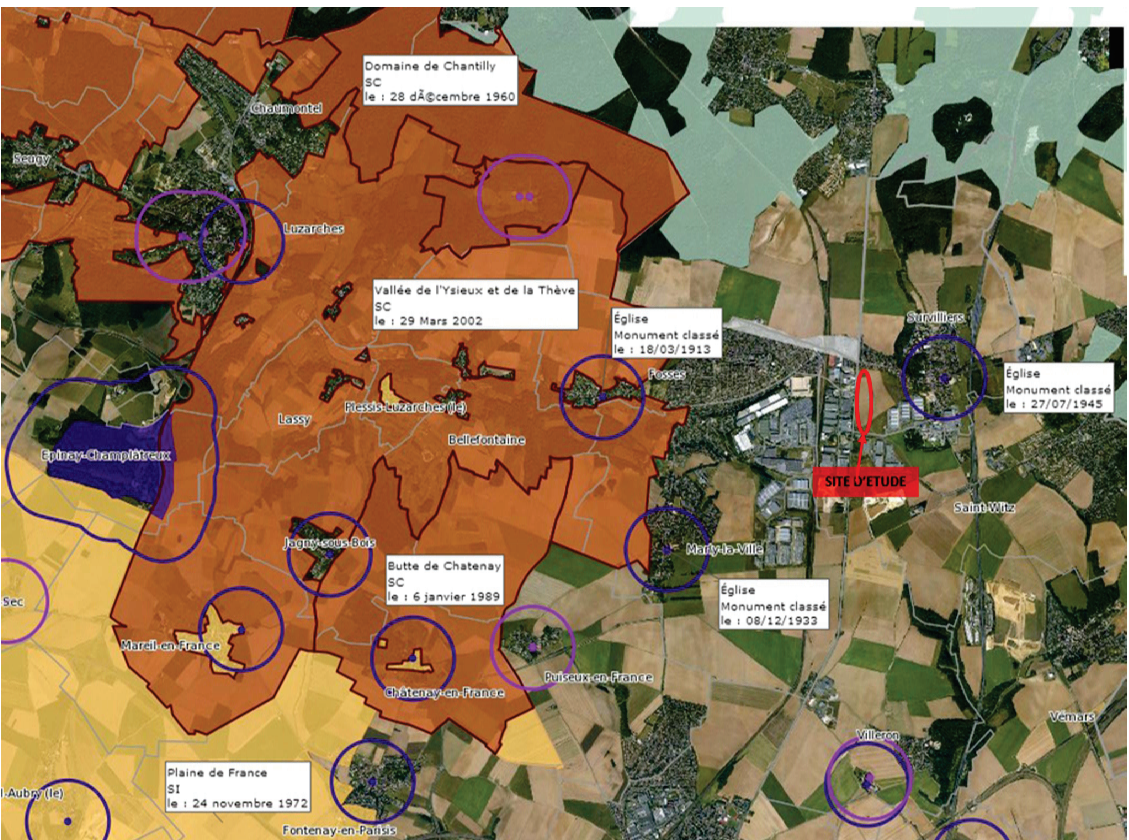 Domaine de Chantilly
SC
le : 28 dÃ©cembre 1960
Chaumontel
Seugy
Luzarches
Vallée de l'Ysieux et de la Thève
SC
le : 29 Mars 2002
Église
Monument classé
le : 18/03/1913
Survilliers
Fosses
Église
Monument classé
le : 27/07/1945
Plessis-Luzarches (le)
Lassy
Bellefontaine
Epinay-Champlâtreux
SITE D'ETUDE
Saint-Witz
Jagny-sous-Bois
Marly-la-Ville
Butte de Chatenay
SC
le : 6 janvier 1989
Église
Monument classé
le : 08/12/1933
Sec
Mareil-en-France
Puiseux-en-France
Châtenay-en-France
Vémars
Villeron
Plaine de France
SI
le : 24 novembre 1972
l-Aubry (le)
Fontenay-en-Parisis